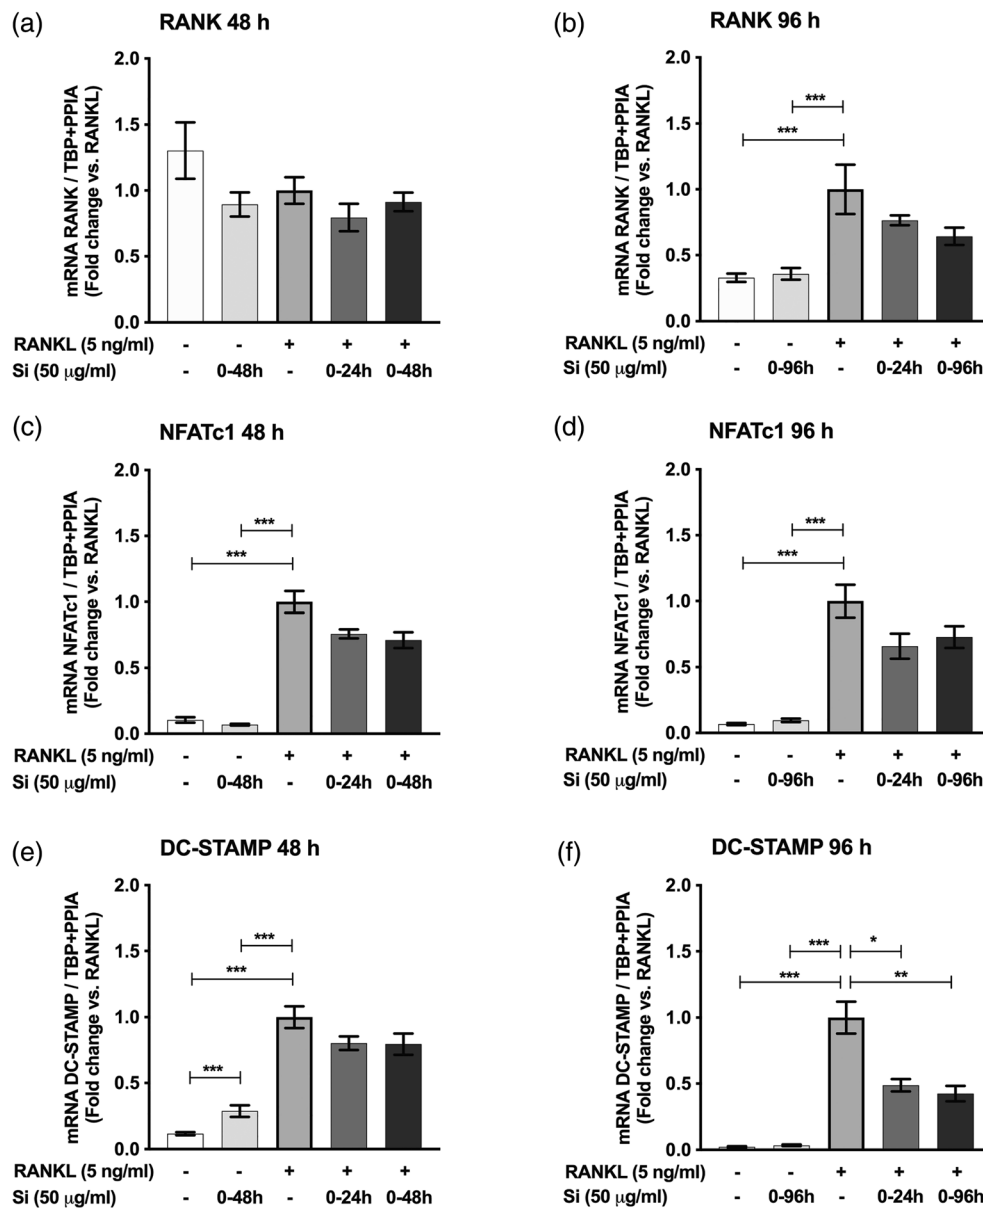 (a)
RANK 48 h
mRNA RANK / TBP+PPIA
(Fold change vs. RANKL)
2.0
1.5
1.0
0.5
0.0
RANKL (5 ng/ml) - - + + +
Si (50 μg/ml) - 0-48h - 0-24h 0-48h
(b)
RANK 96 h
mRNA RANK / TBP+PPIA
(Fold change vs. RANKL)
2.0
1.5
1.0
0.5
0.0
***
***
RANKL (5 ng/ml) - - + + +
Si (50 μg/ml) - 0-96h - 0-24h 0-96h
(c)
NFATc1 48 h
mRNA NFATc1 / TBP+PPIA
(Fold change vs. RANKL)
2.0
1.5
1.0
0.5
0.0
***
***
RANKL (5 ng/ml) - - + + +
Si (50 μg/ml) - 0-48h - 0-24h 0-48h
(d)
NFATc1 96 h
mRNA NFATc1 / TBP+PPIA
(Fold change vs. RANKL)
2.0
1.5
1.0
0.5
0.0
***
***
RANKL (5 ng/ml) - - + + +
Si (50 μg/ml) - 0-96h - 0-24h 0-96h
(e)
DC-STAMP 48 h
mRNA DC-STAMP / TBP+PPIA
(Fold change vs. RANKL)
2.0
1.5
1.0
0.5
0.0
***
***
***
RANKL (5 ng/ml) - - + + +
Si (50 μg/ml) - 0-48h - 0-24h 0-48h
(f)
DC-STAMP 96 h
mRNA DC-STAMP / TBP+PPIA
(Fold change vs. RANKL)
2.0
1.5
1.0
0.5
0.0
*** *
*** **
RANKL (5 ng/ml) - - + + +
Si (50 μg/ml) - 0-96h - 0-24h 0-96h